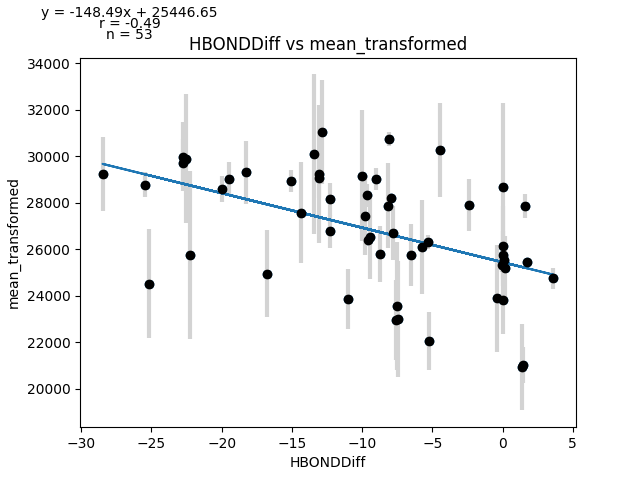 y = -148.49x + 25446.65
r = -0.49
n = 53
HBONDDiff vs mean_transformed
34000
32000
30000
28000
26000
24000
22000
20000
mean_transformed
−30
−25
−20
−15
−10
−5
0
5
HBONDDiff